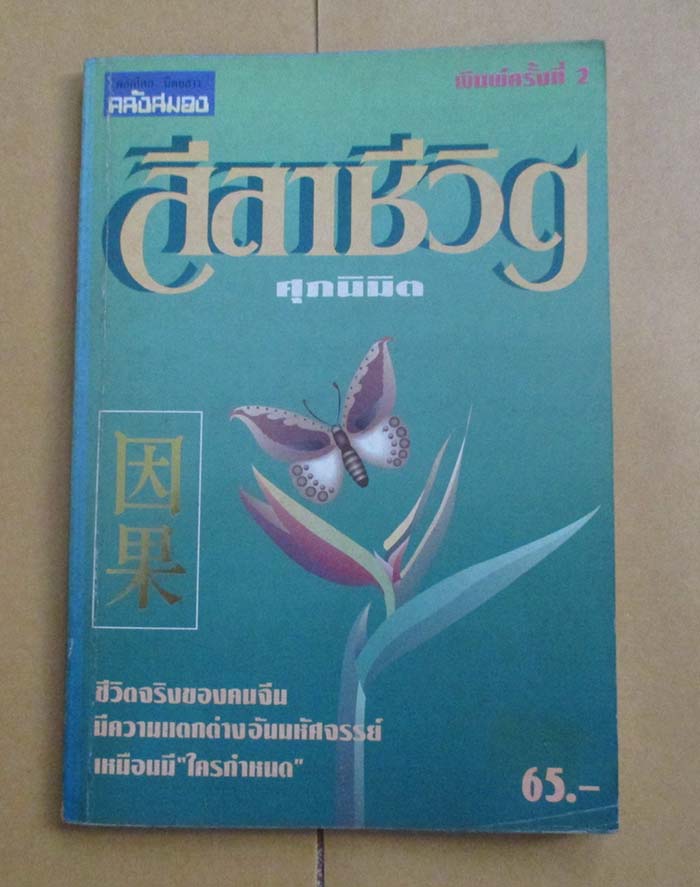 พิมพ์ครั้งที่ 2
คลังสมอง
ลีลาชีวิต
ศุภนิมิต
因
果
ชีวิตจริงของคนจีน
มีความแตกต่างอันมหัศจรรย์
เหมือนมี"ใครกำหนด"
65.-